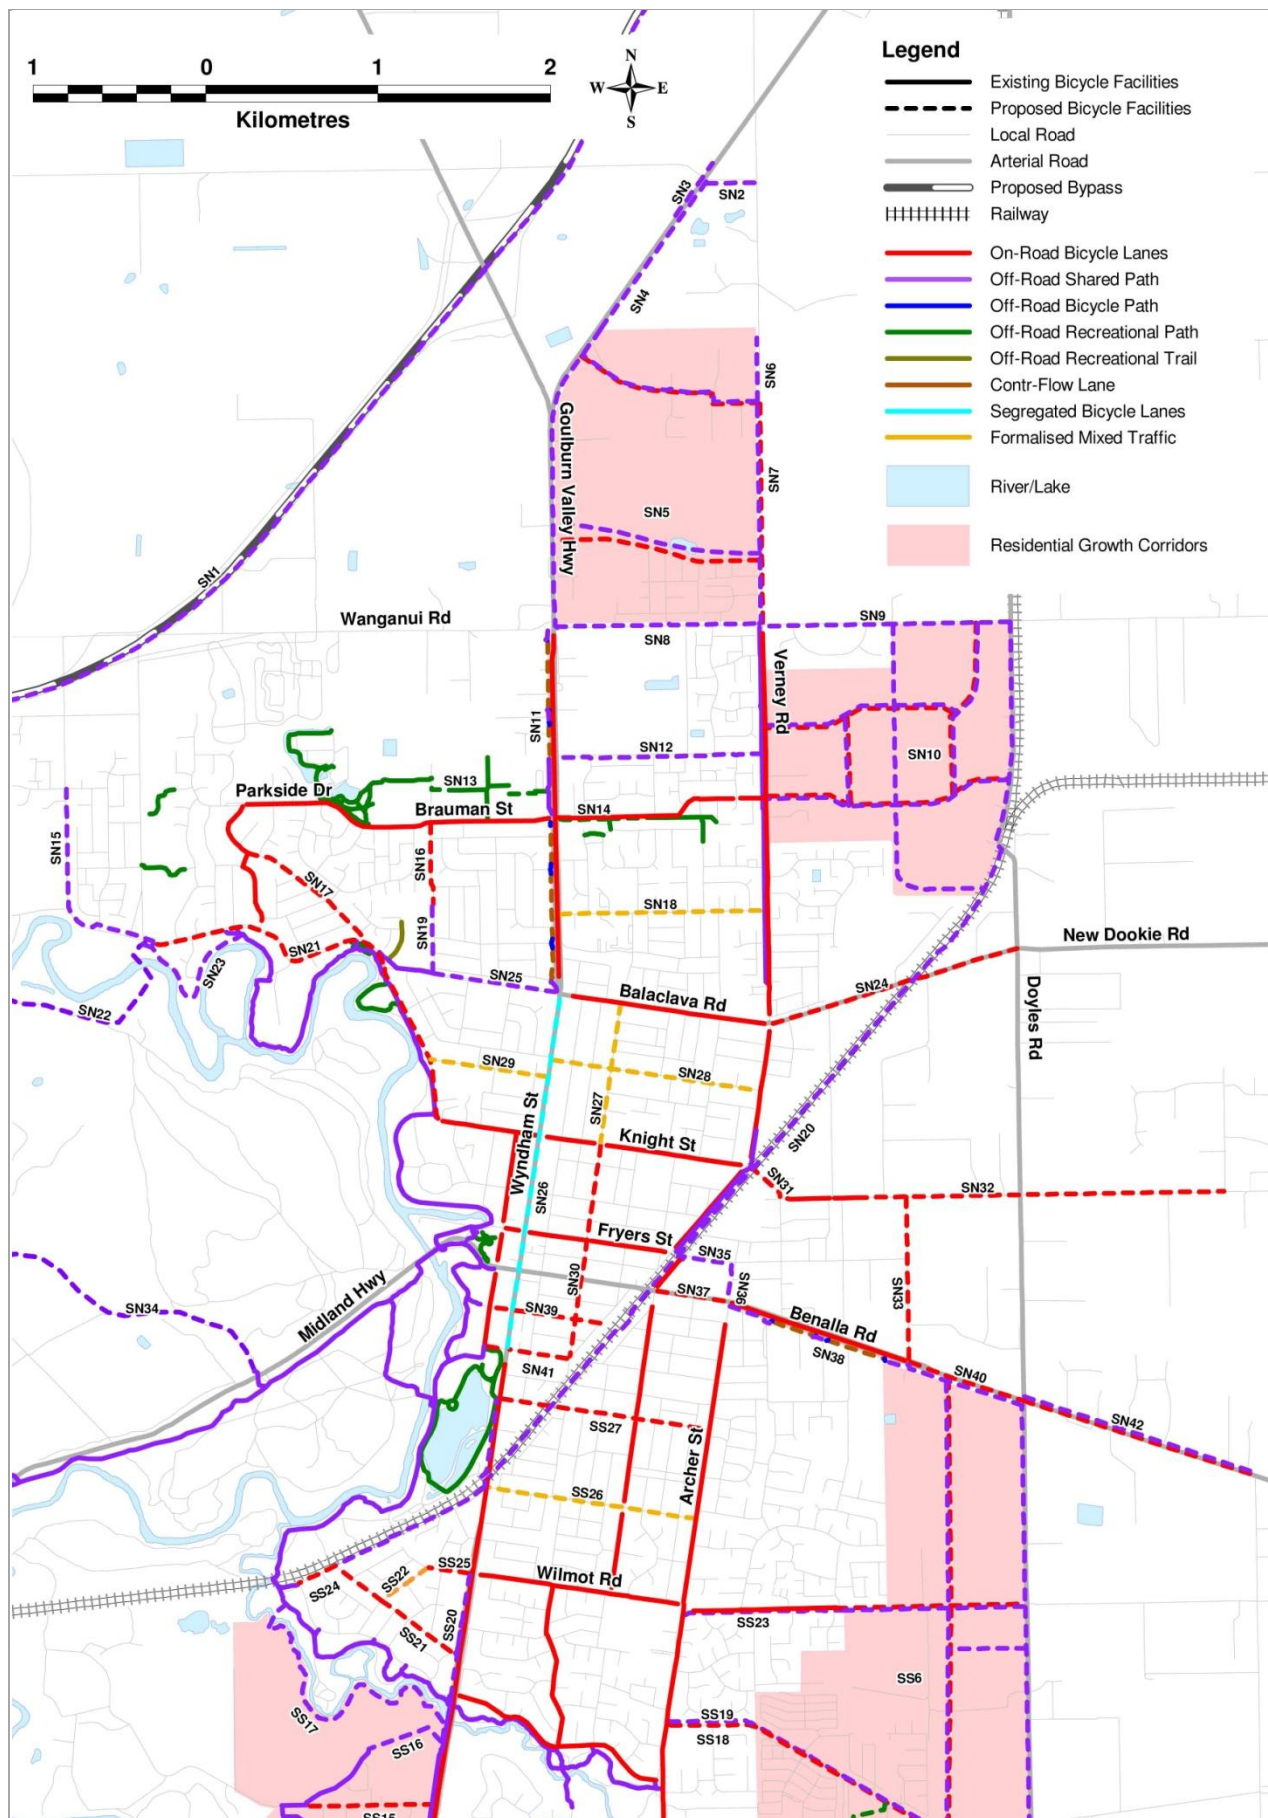 1 0 1 2
Kilometres
N
W E
S
Legend
Existing Bicycle Facilities
Proposed Bicycle Facilities
Local Road
Arterial Road
Proposed Bypass
Railway
On-Road Bicycle Lanes
Off-Road Shared Path
Off-Road Bicycle Path
Off-Road Recreational Path
Off-Road Recreational Trail
Contr-Flow Lane
Segregated Bicycle Lanes
Formalised Mixed Traffic
River/Lake
Residential Growth Corridors
SN3
SN2
SN4
SN6
Goulburn Valley Hwy
SN7
SN5
SN1
Wanganui Rd
SN9
SN8
Verney Rd
SN11
SN12
SN10
SN13
Parkside Dr
Brauman St
SN14
SN15
SN16
SN17
SN18
SN19
New Dookie Rd
SN21
SN23
SN25
SN24
SN22
Balaclava Rd
Doyles Rd
SN29
SN28
SN27
Wyndham St
Knight St
SN20
SN31
SN32
SN26
Fryers St
SN35
SN30
SN36
SN33
SN34
Midland Hwy
SN37
SN39
Benalla Rd
SN38
SN41
SN40
SN42
SS27
Archer St
SS26
SS25
Wilmot Rd
SS22
SS24
SS20
SS21
SS23
SS6
SS17
SS16
SS19
SS18
SS15